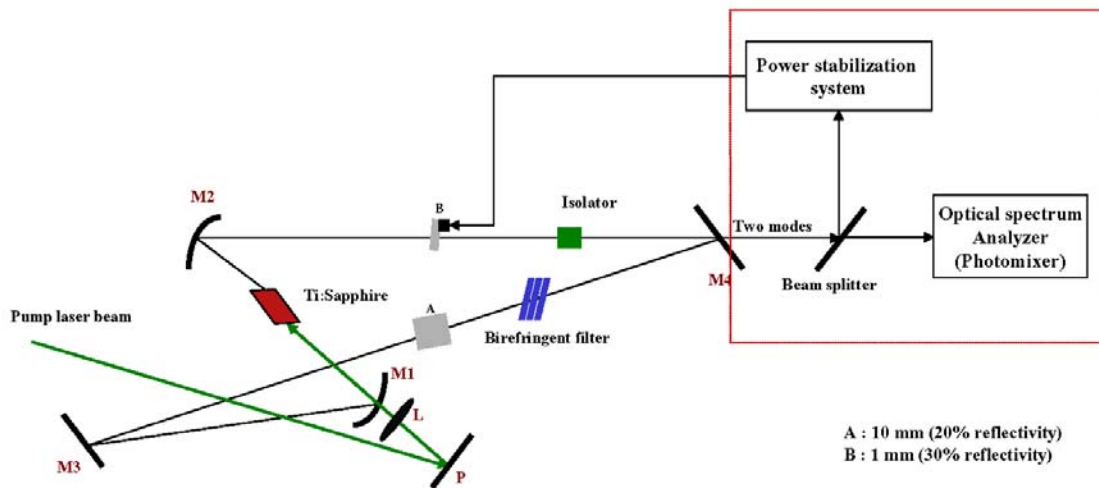 Power stabilization
system
M2
B
Isolator
Two modes
Optical spectrum
Analyzer
(Photomixer)
M4
Beam splitter
Ti:Sapphire
A
Pump laser beam
Birefringent filter
M1
L
M3
P
A : 10 mm (20% reflectivity)
B : 1 mm (30% reflectivity)